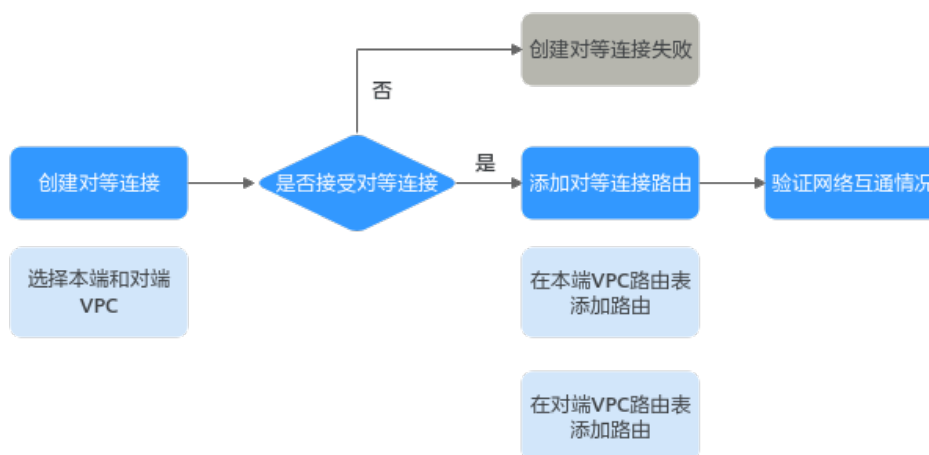 创建对等连接失败
否
创建对等连接
是否接受对等连接
是
添加对等连接路由
验证网络互通情况
选择本端和对端
VPC
在本端VPC路由表
添加路由
在对端VPC路由表
添加路由